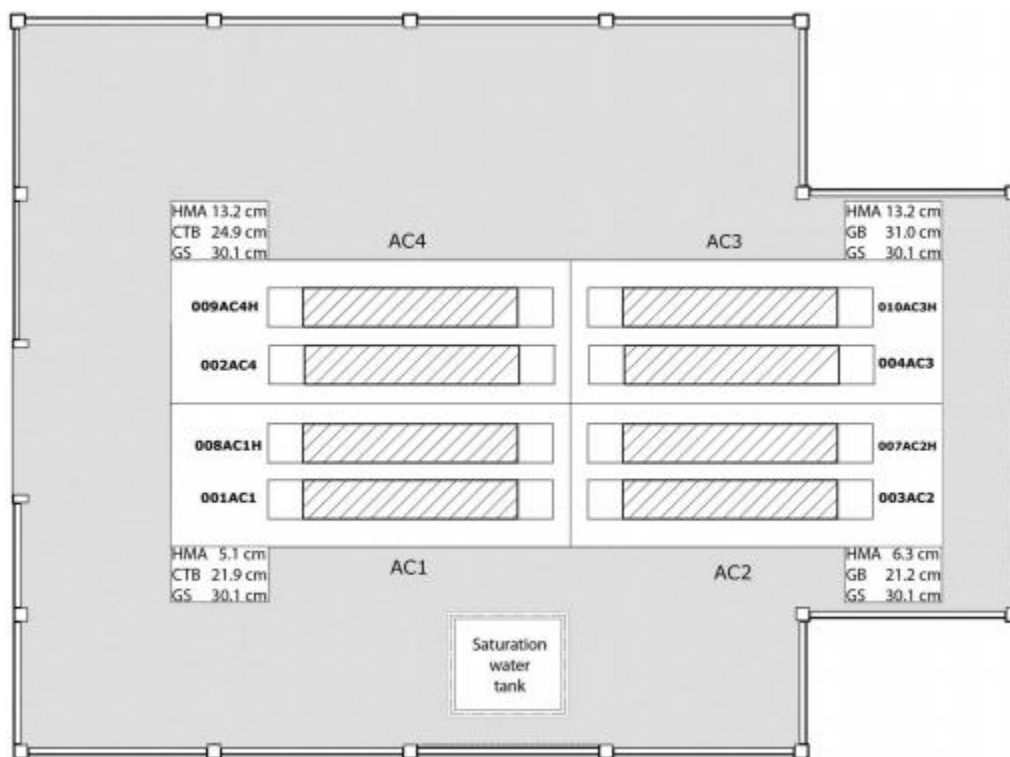 HMA 13.2 cm
CTB 24.9 cm
GS 30.1 cm
AC4
AC3
HMA 13.2 cm
GB 31.0 cm
GS 30.1 cm
009AC4H
010AC3H
002AC4
004AC3
008AC1H
007AC2H
001AC1
003AC2
HMA 5.1 cm
CTB 21.9 cm
GS 30.1 cm
AC1
AC2
HMA 6.3 cm
GB 21.2 cm
GS 30.1 cm
Saturation
water
tank